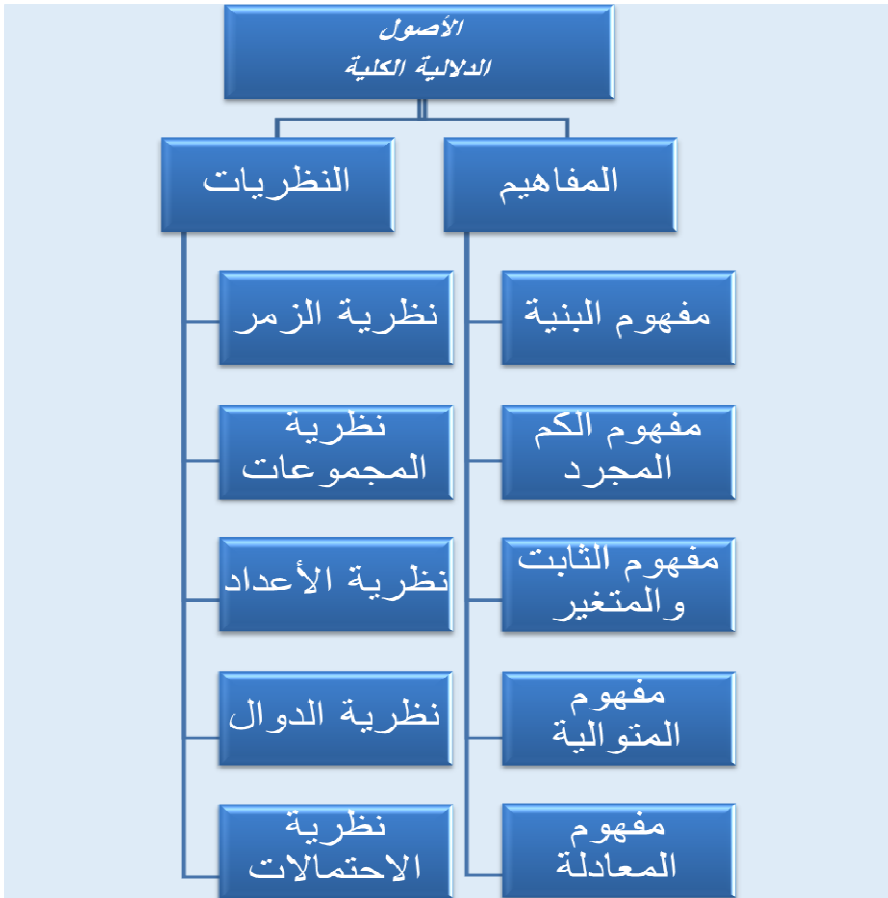 الأصول
الدلالية الكلية
المفاهيم
النظريات
مفهوم البنية
نظرية الزمر
مفهوم الكم
المجرد
نظرية
المجموعات
مفهوم الثابت
والمتغير
نظرية الأعداد
مفهوم
المتوالية
نظرية الدوال
مفهوم
المعادلة
نظرية
الاحتمالات